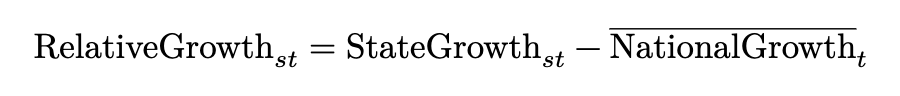 RelativeGrowth_{st} = StateGrowth_{st} − \overline{NationalGrowth}_t